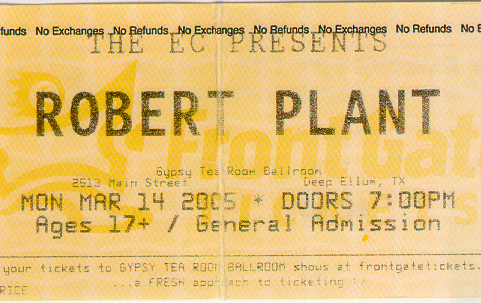 funds No Exchanges No Refunds No Exchanges No Refunds No Exchanges No Refunds No E
THE EC PRESENTS
ROBERT PLANT
Gypsy Tea Room Ballroom
2513 Main Street Deep Ellum, TX
MON MAR 14 2005 * DOORS 7:00PM
Ages 17+ / General Admission
your tickets to GYPSY TEA ROOM BALLROOM shows at frontgatetickets.c
...a FRESH approach to ticketing :)
RICE
Frontgat